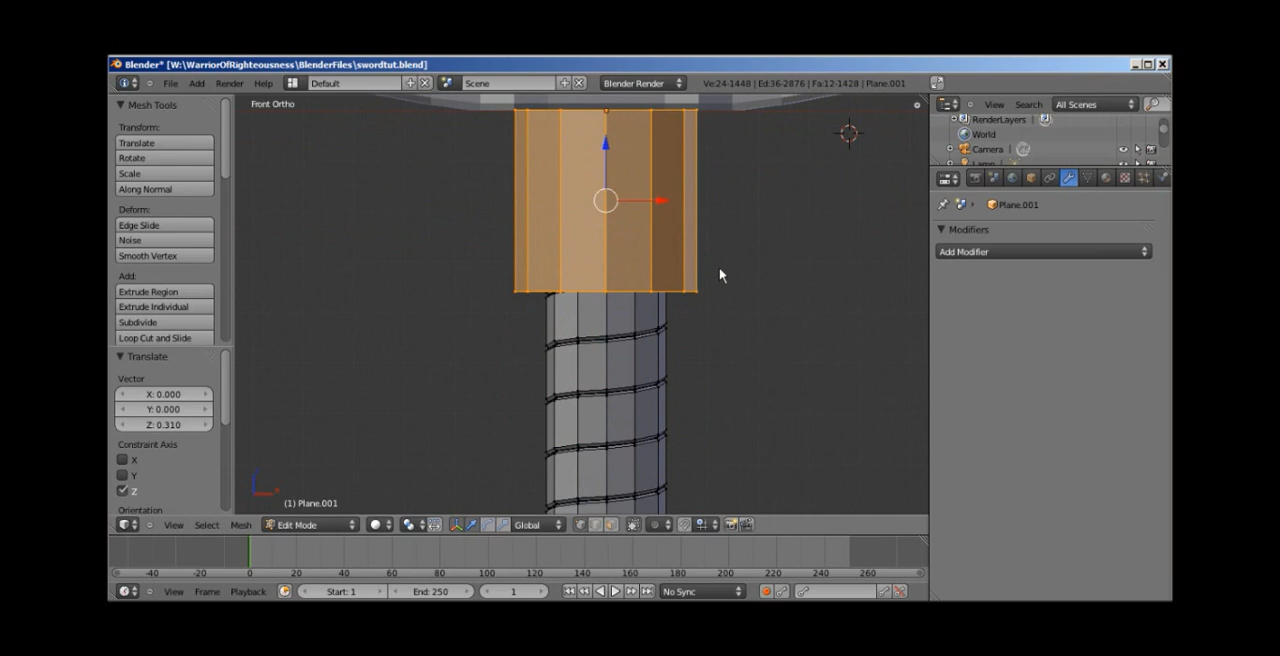 Blender* [W:\WarriorOfRighteousness\BlenderFiles\swordtut.blend]
File Add Render Help Default Scene Blender Render Ve:24-1448 | Ed:36-2876 | Fa:12-1428 | Plane.001
Mesh Tools
Transform:
Translate
Rotate
Scale
Along Normal
Deform:
Edge Slide
Noise
Smooth Vertex
Add:
Extrude Region
Extrude Individual
Subdivide
Loop Cut and Slide
Translate
Vector
X: 0.000
Y: 0.000
Z: 0.310
Constraint Axis
X
Y
Z
Orientation
Front Ortho
(1) Plane.001
View Select Mesh Edit Mode Global
-40 -20 0 20 40 60 80 100 120 140 160 180 200 220 240 260
View Frame Playback Start: 1 End: 250 1 No Sync
View Search All Scenes
RenderLayers
World
Camera
Lamp
Plane.001
Modifiers
Add Modifier